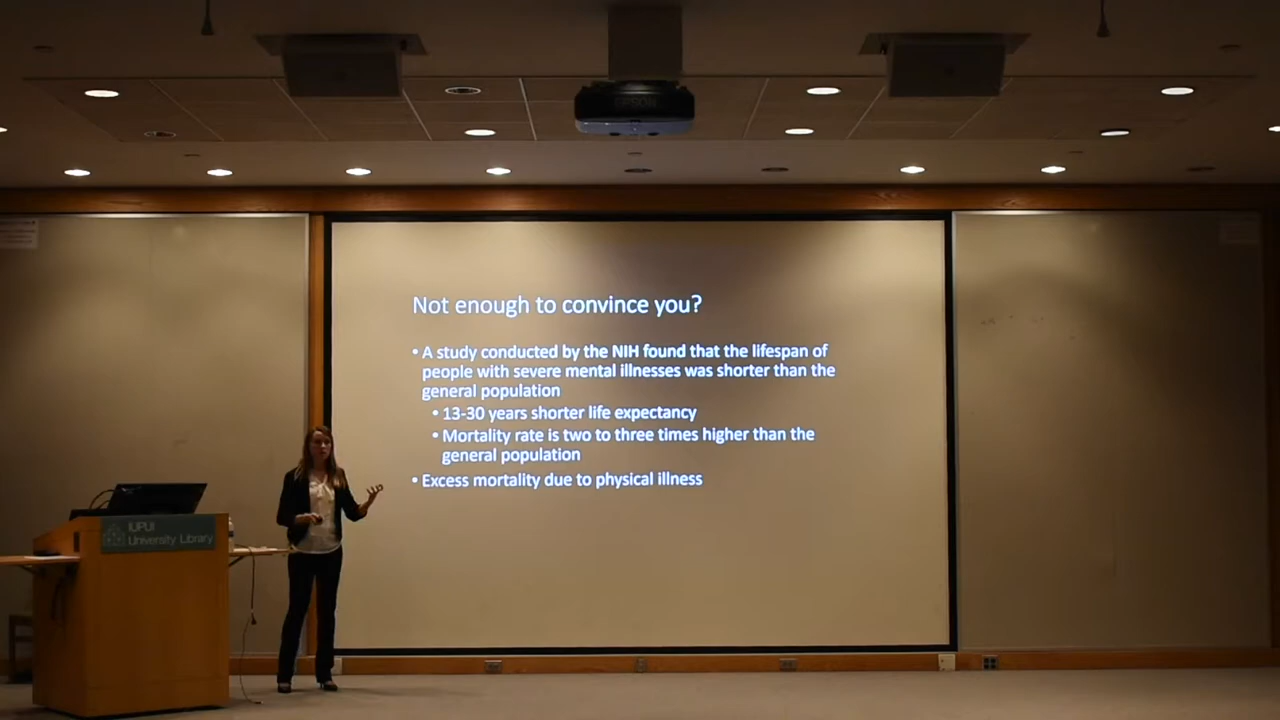 EPSON
Not enough to convince you?
• A study conducted by the NIH found that the lifespan of
people with severe mental illnesses was shorter than the
general population
• 13-30 years shorter life expectancy
• Mortality rate is two to three times higher than the
general population
• Excess mortality due to physical illness
IUPUI
University Library